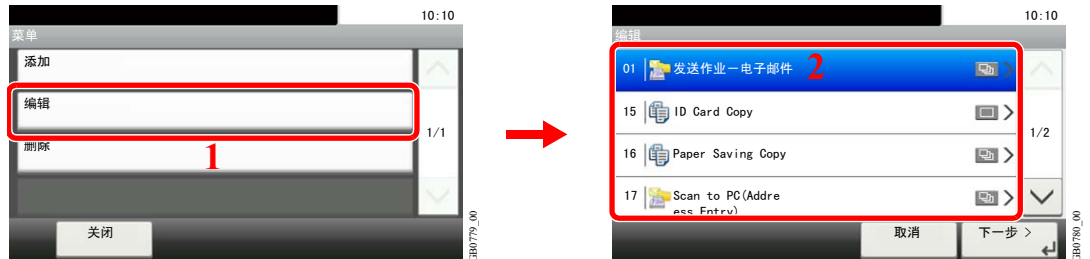 10:10
菜单
添加
编辑
删除
1
1/1
关闭
GB0779_00
10:10
编辑
01 发送作业－电子邮件 2
15 ID Card Copy
16 Paper Saving Copy
17 Scan to PC(Addre
ess Entry)
1/2
取消
下一步 >
GB0780_00